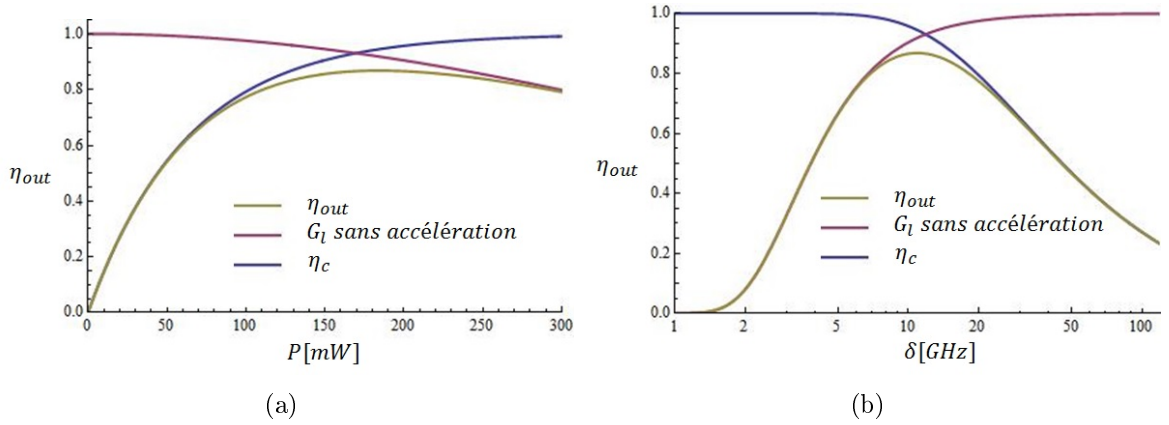 1.0
0.8
0.6
0.4
0.2
0.0
η_out
η_out
G_l sans accélération
η_c
0 50 100 150 200 250 300
P[mW]
(a)
1.0
0.8
0.6
0.4
0.2
0.0
η_out
η_out
G_l sans accélération
η_c
1 2 5 10 20 50 100
δ[GHz]
(b)